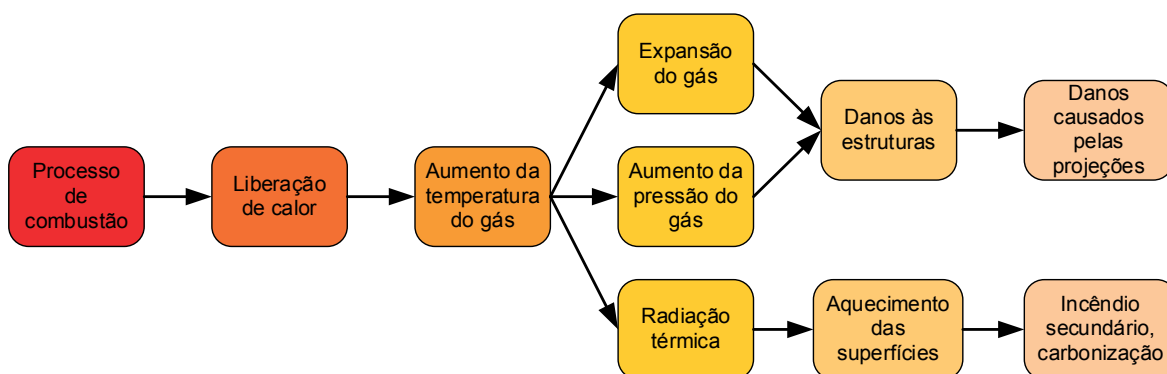 Processo
de
combustão
Liberação
de calor
Aumento da
temperatura
do gás
Expansão
do gás
Aumento da
pressão do
gás
Radiação
térmica
Danos às
estruturas
Aquecimento
das
superfícies
Danos
causados
pelas
projeções
Incêndio
secundário,
carbonização